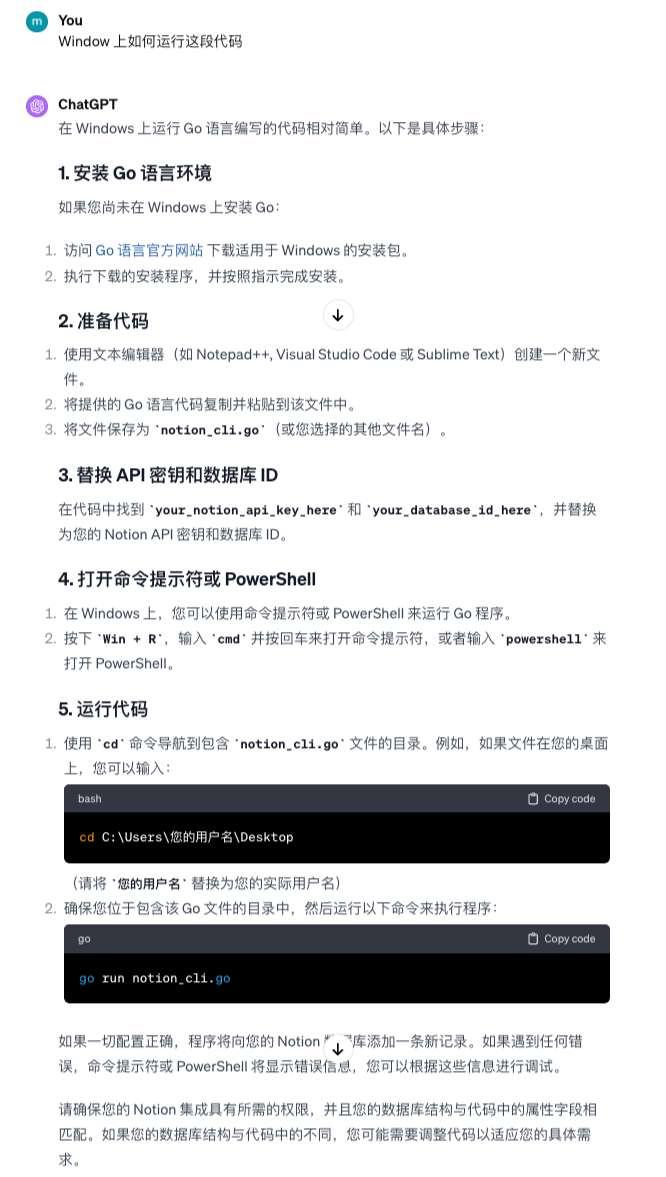 m
You
Window 上如何运行这段代码
ChatGPT
在 Windows 上运行 Go 语言编写的代码相对简单。以下是具体步骤：
1. 安装 Go 语言环境
如果您尚未在 Windows 上安装 Go：
1. 访问 Go 语言官方网站 下载适用于 Windows 的安装包。
2. 执行下载的安装程序，并按照指示完成安装。
2. 准备代码
1. 使用文本编辑器（如 Notepad++, Visual Studio Code 或 Sublime Text）创建一个新文
件。
2. 将提供的 Go 语言代码复制并粘贴到该文件中。
3. 将文件保存为 `notion_cli.go`（或您选择的其他文件名）。
3. 替换 API 密钥和数据库 ID
在代码中找到 `your_notion_api_key_here` 和 `your_database_id_here`，并替换
为您的 Notion API 密钥和数据库 ID。
4. 打开命令提示符或 PowerShell
1. 在 Windows 上，您可以使用命令提示符或 PowerShell 来运行 Go 程序。
2. 按下 `Win + R`，输入 `cmd` 并按回车来打开命令提示符，或者输入 `powershell` 来
打开 PowerShell。
5. 运行代码
1. 使用 `cd` 命令导航到包含 `notion_cli.go` 文件的目录。例如，如果文件在您的桌面
上，您可以输入：
bash Copy code
cd C:\Users\您的用户名\Desktop
（请将 `您的用户名` 替换为您的实际用户名）
2. 确保您位于包含该 Go 文件的目录中，然后运行以下命令来执行程序：
go Copy code
go run notion_cli.go
如果一切配置正确，程序将向您的 Notion 库添加一条新记录。如果遇到任何错
误，命令提示符或 PowerShell 将显示错误信息，您可以根据这些信息进行调试。
请确保您的 Notion 集成具有所需的权限，并且您的数据库结构与代码中的属性字段相
匹配。如果您的数据库结构与代码中的不同，您可能需要调整代码以适应您的具体需
求。